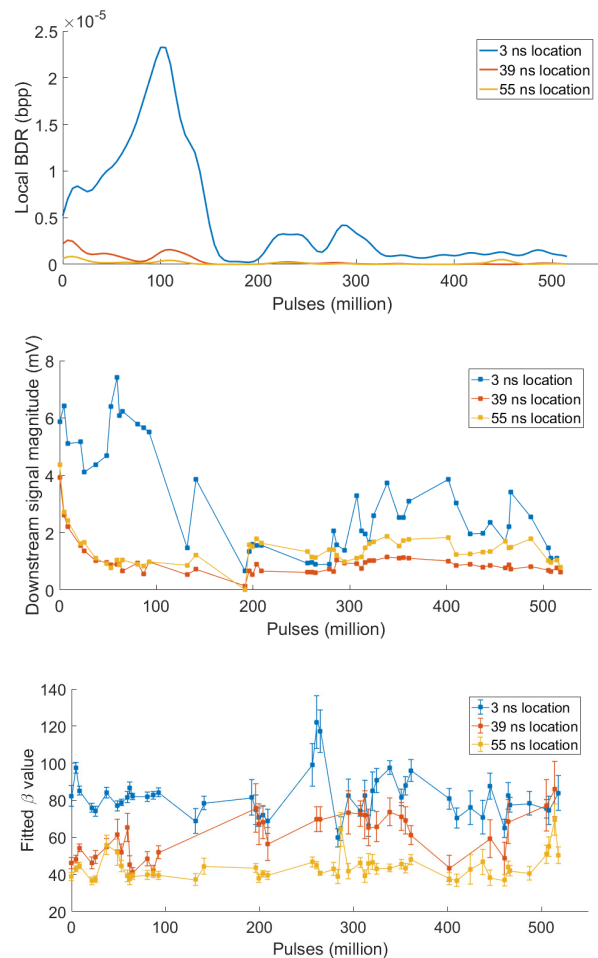 ×10⁻⁵
2.5
2
1.5
1
0.5
0
0 100 200 300 400 500
Local BDR (bpp)
Pulses (million)
3 ns location
39 ns location
55 ns location
8
6
4
2
0
0 100 200 300 400 500
Downstream signal magnitude (mV)
Pulses (million)
3 ns location
39 ns location
55 ns location
140
120
100
80
60
40
20
0 100 200 300 400 500
Fitted β value
Pulses (million)
3 ns location
39 ns location
55 ns location